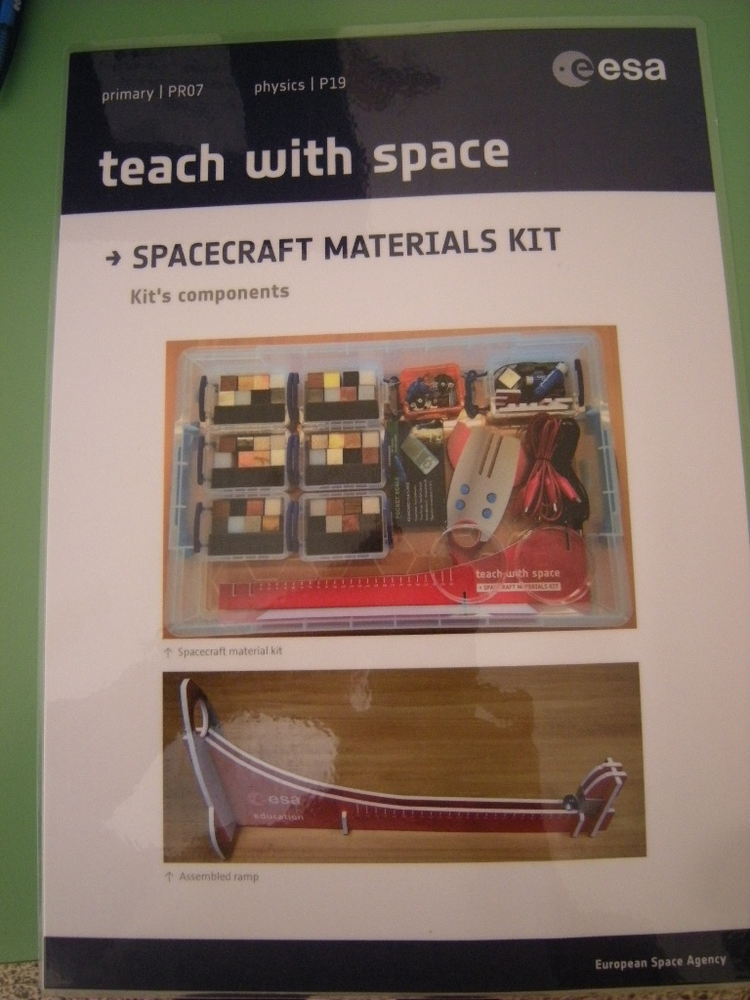 primary | PR07 physics | P19 esa
teach with space
→ SPACECRAFT MATERIALS KIT
Kit's components
teach with space
+ SPACECRAFT MATERIALS KIT
↑ Spacecraft material kit
esa
education
↑ Assembled ramp
European Space Agency